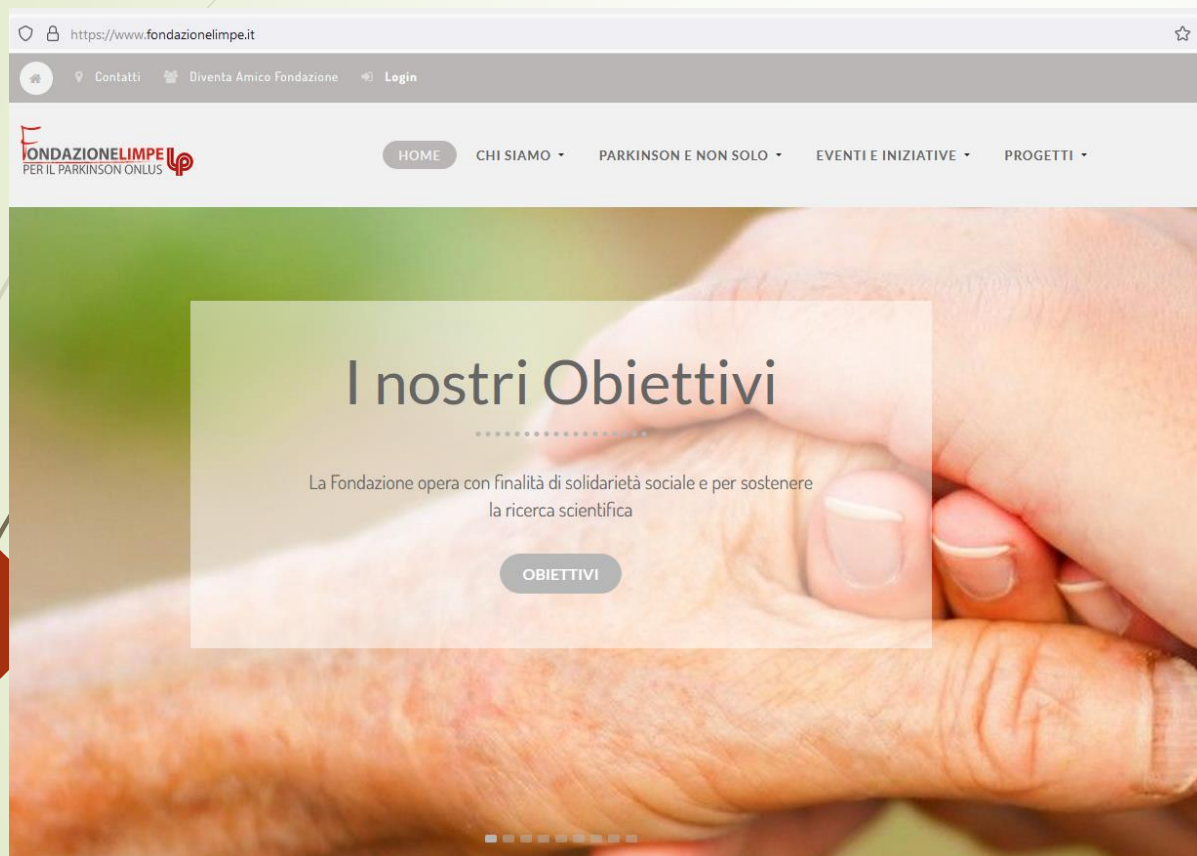 https://www.fondazionelimpe.it
Contatti Diventa Amico Fondazione Login
FONDAZIONELIMPE
PER IL PARKINSON ONLUS
HOME CHI SIAMO PARKINSON E NON SOLO EVENTI E INIZIATIVE PROGETTI
I nostri Obiettivi
La Fondazione opera con finalità di solidarietà sociale e per sostenere
la ricerca scientifica
OBIETTIVI